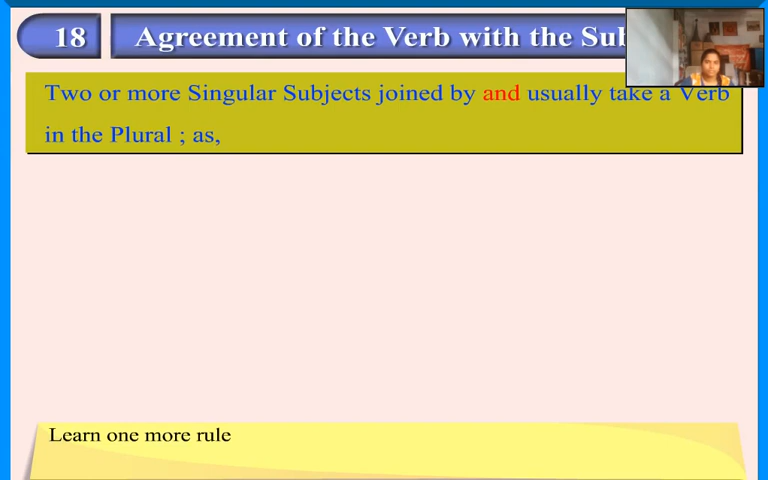 18
Agreement of the Verb with the
Two or more Singular Subjects joined by and usually take a Verb
in the Plural ; as,
Learn one more rule